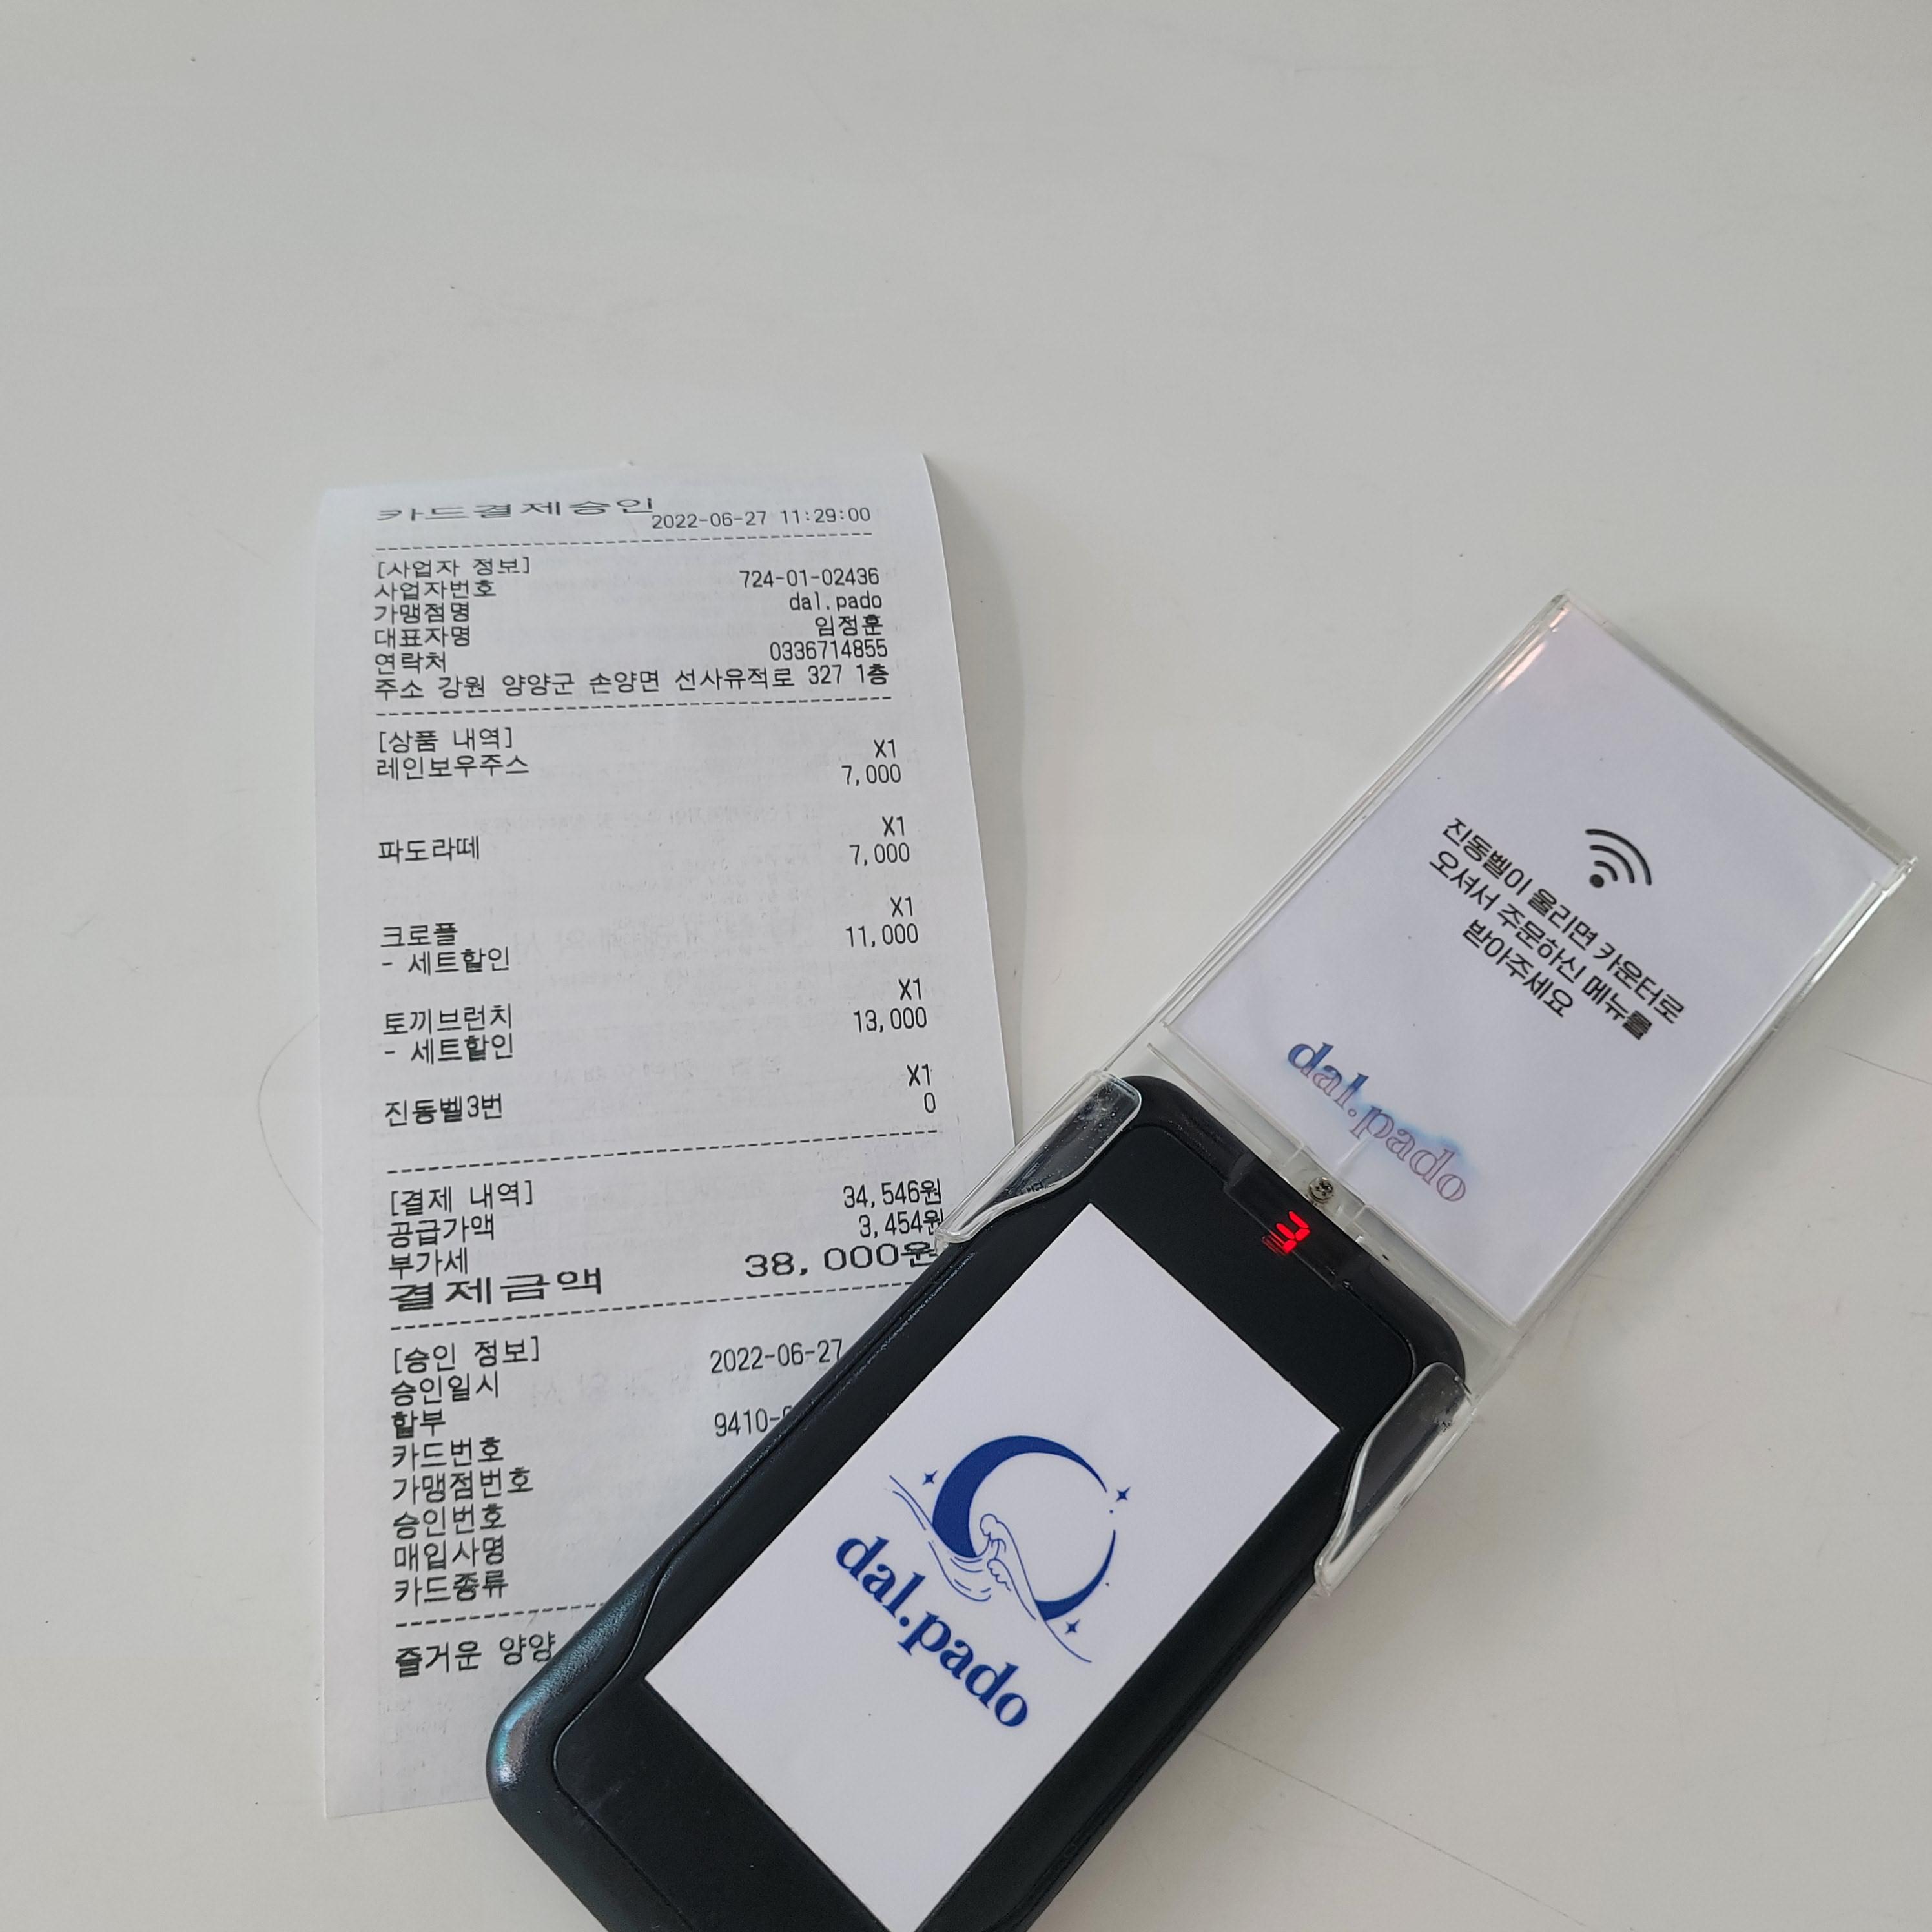 카드결제승인 2022-06-27 11:29:00
[사업자 정보]
사업자번호 724-01-02436
가맹점명 dal.pado
대표자명 임정훈
연락처 0336714855
주소 강원 양양군 손양면 선사유적로 327 1층
[상품 내역]
레인보우주스 X1
7,000
파도라떼 X1
7,000
크로플 X1
- 세트할인 11,000
토끼브런치 X1
- 세트할인 13,000
진동벨3번 X1
0
[결제 내역]
공급가액 34,546원
부가세 3,454원
결제금액 38,000원
[승인 정보]
승인일시 2022-06-27
할부
카드번호 9410-
가맹점번호
승인번호
매입사명
카드종류
즐거운 양양
진동벨이 울리면 카운터로
오셔서 주문하신 메뉴를
받아주세요
dal.pado
3
dal.pado